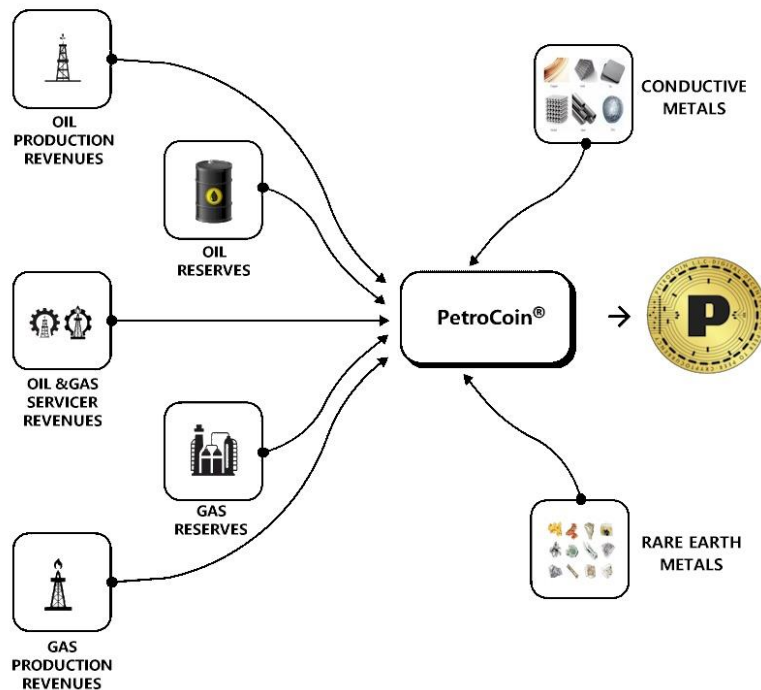 OIL
PRODUCTION
REVENUES
OIL
RESERVES
OIL &GAS
SERVICER
REVENUES
GAS
RESERVES
GAS
PRODUCTION
REVENUES
PetroCoin®
CONDUCTIVE
METALS
P
RARE EARTH
METALS